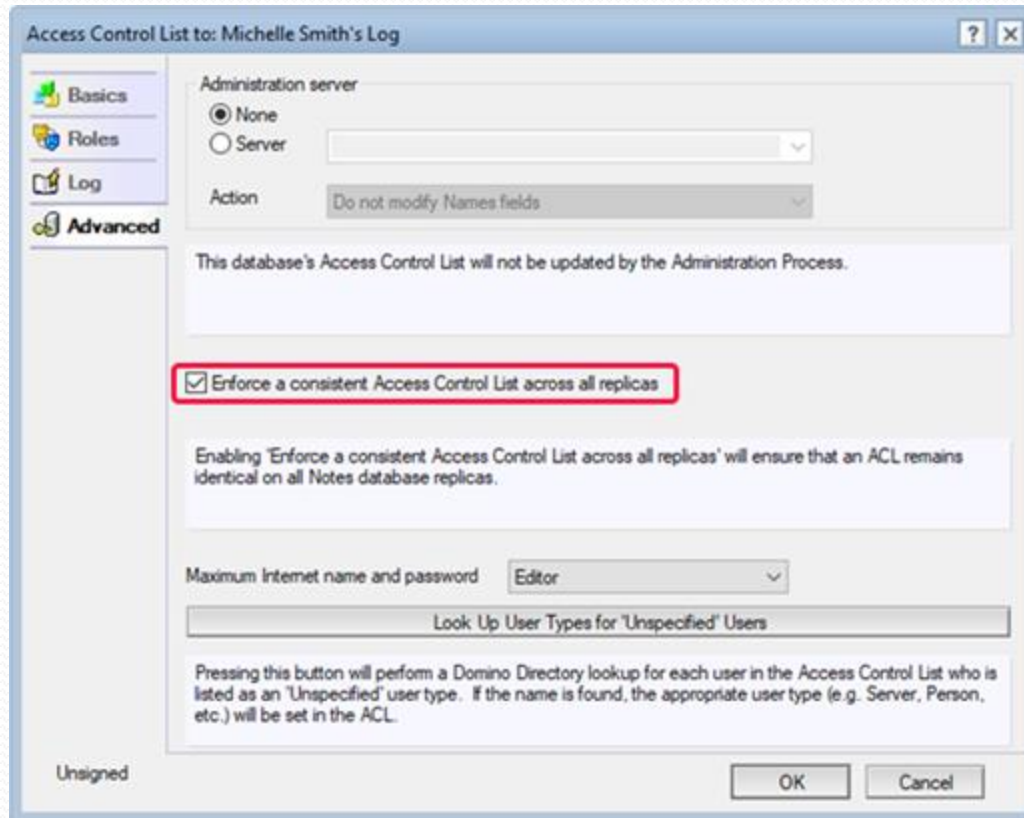 Access Control List to: Michelle Smith's Log
?
Basics
Roles
Log
Advanced
Administration server
None
Server
Action
Do not modify Names fields
This database's Access Control List will not be updated by the Administration Process.
Enforce a consistent Access Control List across all replicas
Enabling 'Enforce a consistent Access Control List across all replicas' will ensure that an ACL remains
identical on all Notes database replicas.
Maximum Internet name and password
Editor
Look Up User Types for 'Unspecified' Users
Pressing this button will perform a Domino Directory lookup for each user in the Access Control List who is
listed as an 'Unspecified' user type. If the name is found, the appropriate user type (e.g. Server, Person,
etc.) will be set in the ACL.
Unsigned
OK
Cancel